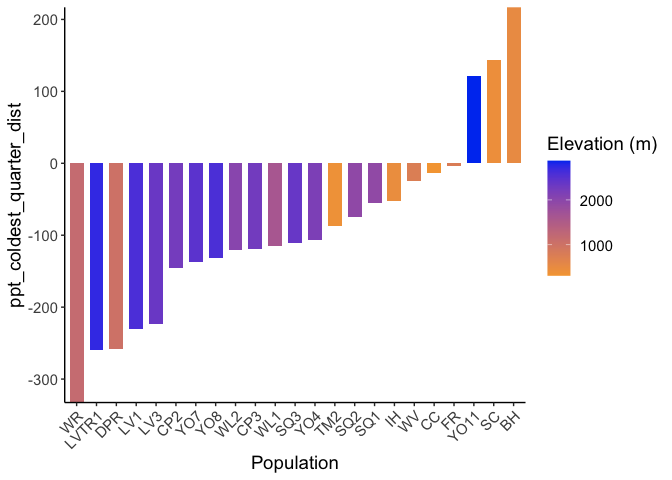 ppt_coldest_quarter_dist
200
100
0
-100
-200
-300
WR LVTR1 DPR LV1 LV3 CP2 YO7 YO8 WL2 CP3 WL1 SQ3 YO4 TM2 SQ2 SQ1 IH WV CC FR YO11 SC BH
Population
Elevation (m)
2000
1000